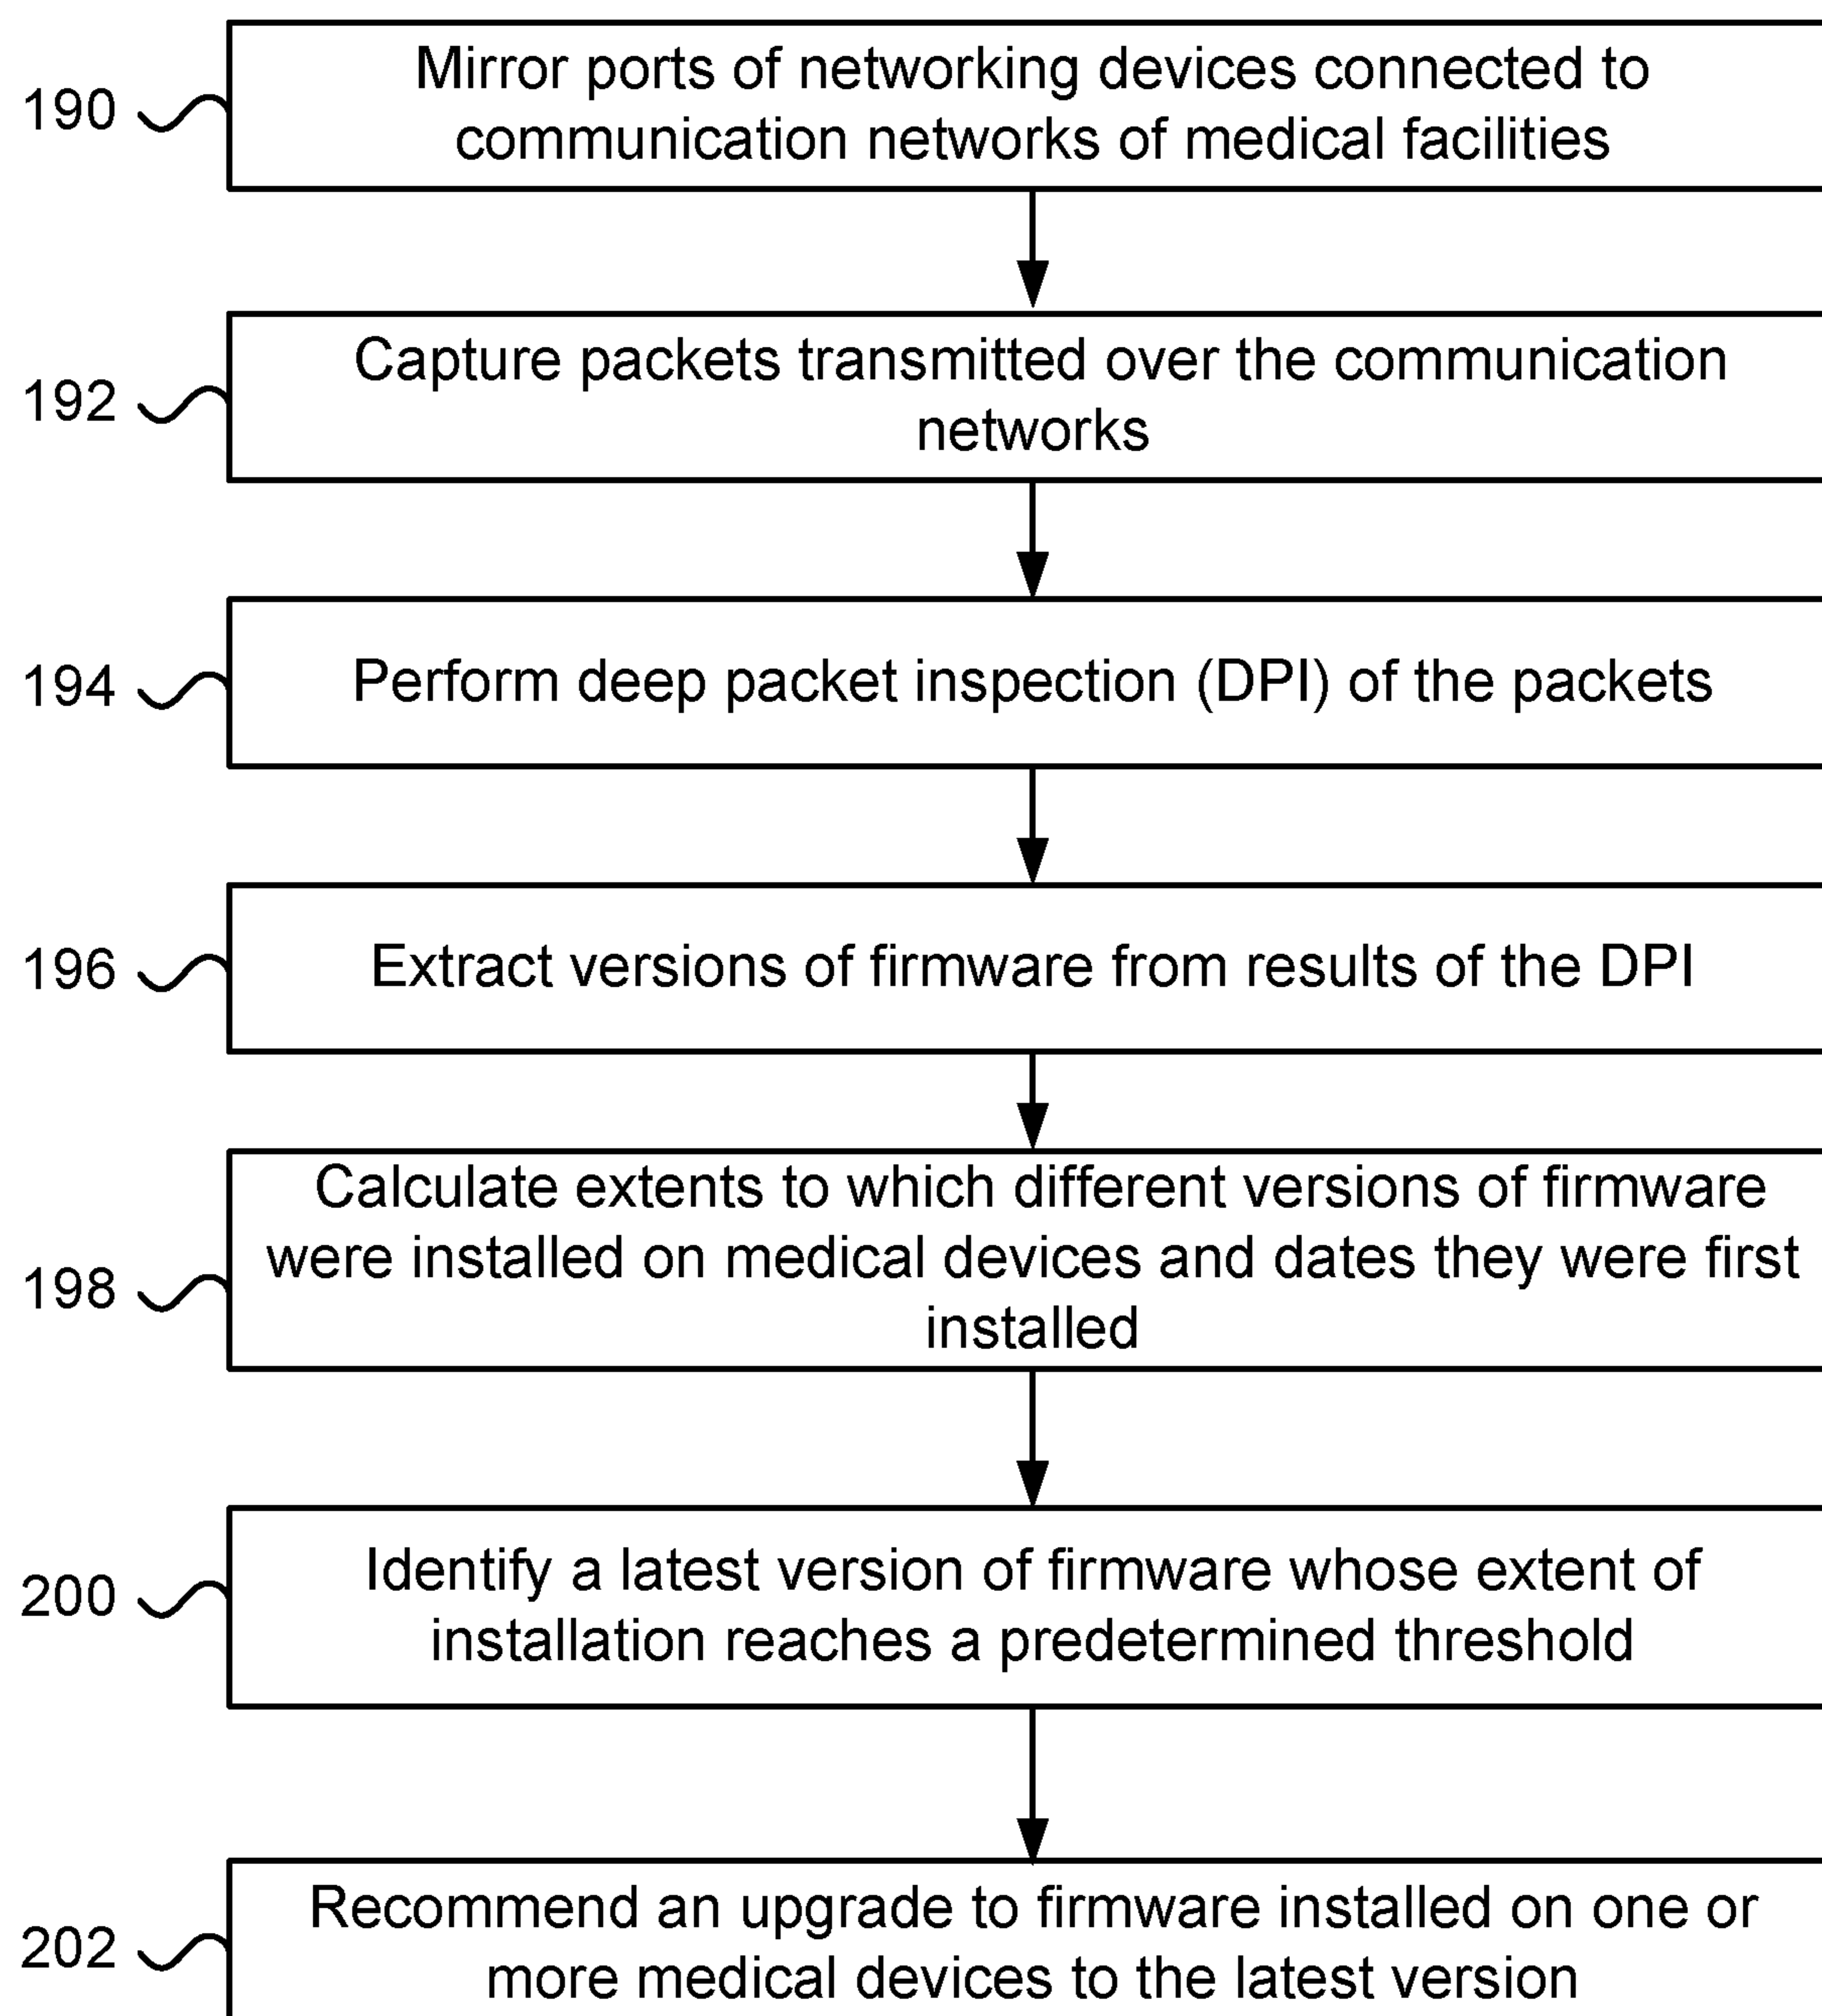 190
Mirror ports of networking devices connected to
communication networks of medical facilities
192
Capture packets transmitted over the communication
networks
194
Perform deep packet inspection (DPI) of the packets
196
Extract versions of firmware from results of the DPI
198
Calculate extents to which different versions of firmware
were installed on medical devices and dates they were first
installed
200
Identify a latest version of firmware whose extent of
installation reaches a predetermined threshold
202
Recommend an upgrade to firmware installed on one or
more medical devices to the latest version